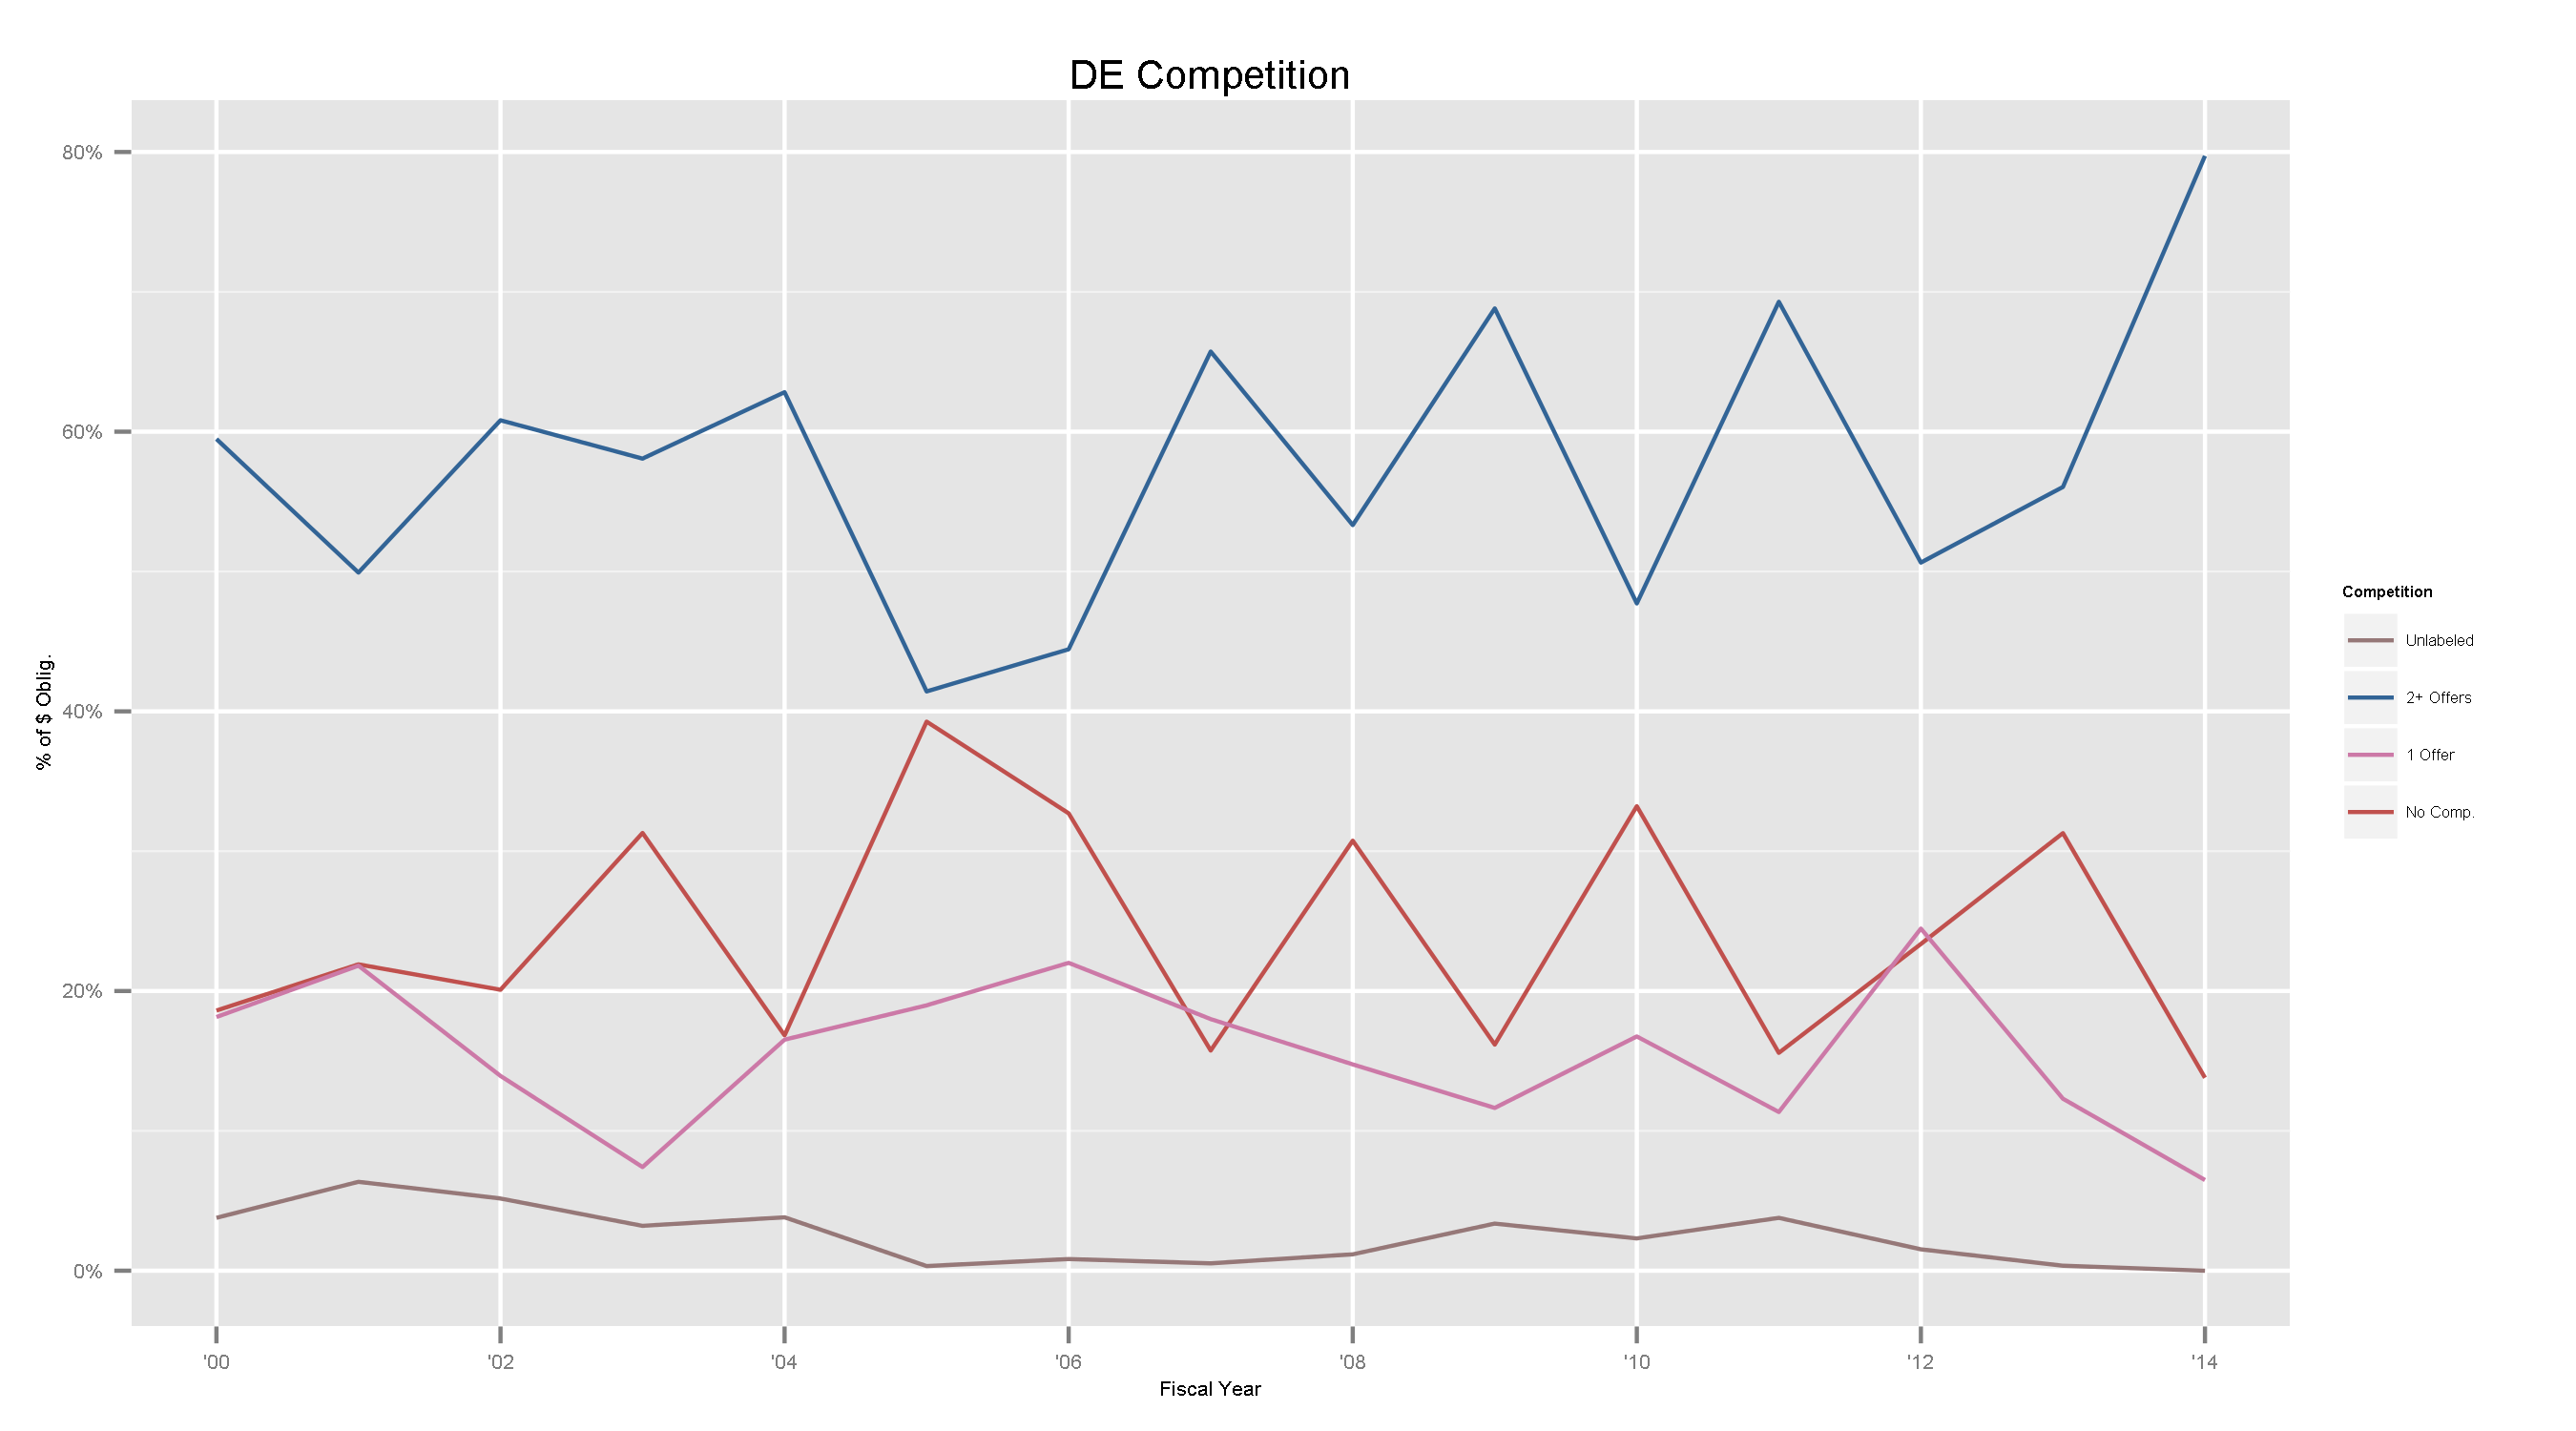 DE Competition
80%
60%
40%
20%
0%
% of $ Oblig.
'00 '02 '04 '06 '08 '10 '12 '14
Fiscal Year
Competition
Unlabeled
2+ Offers
1 Offer
No Comp.